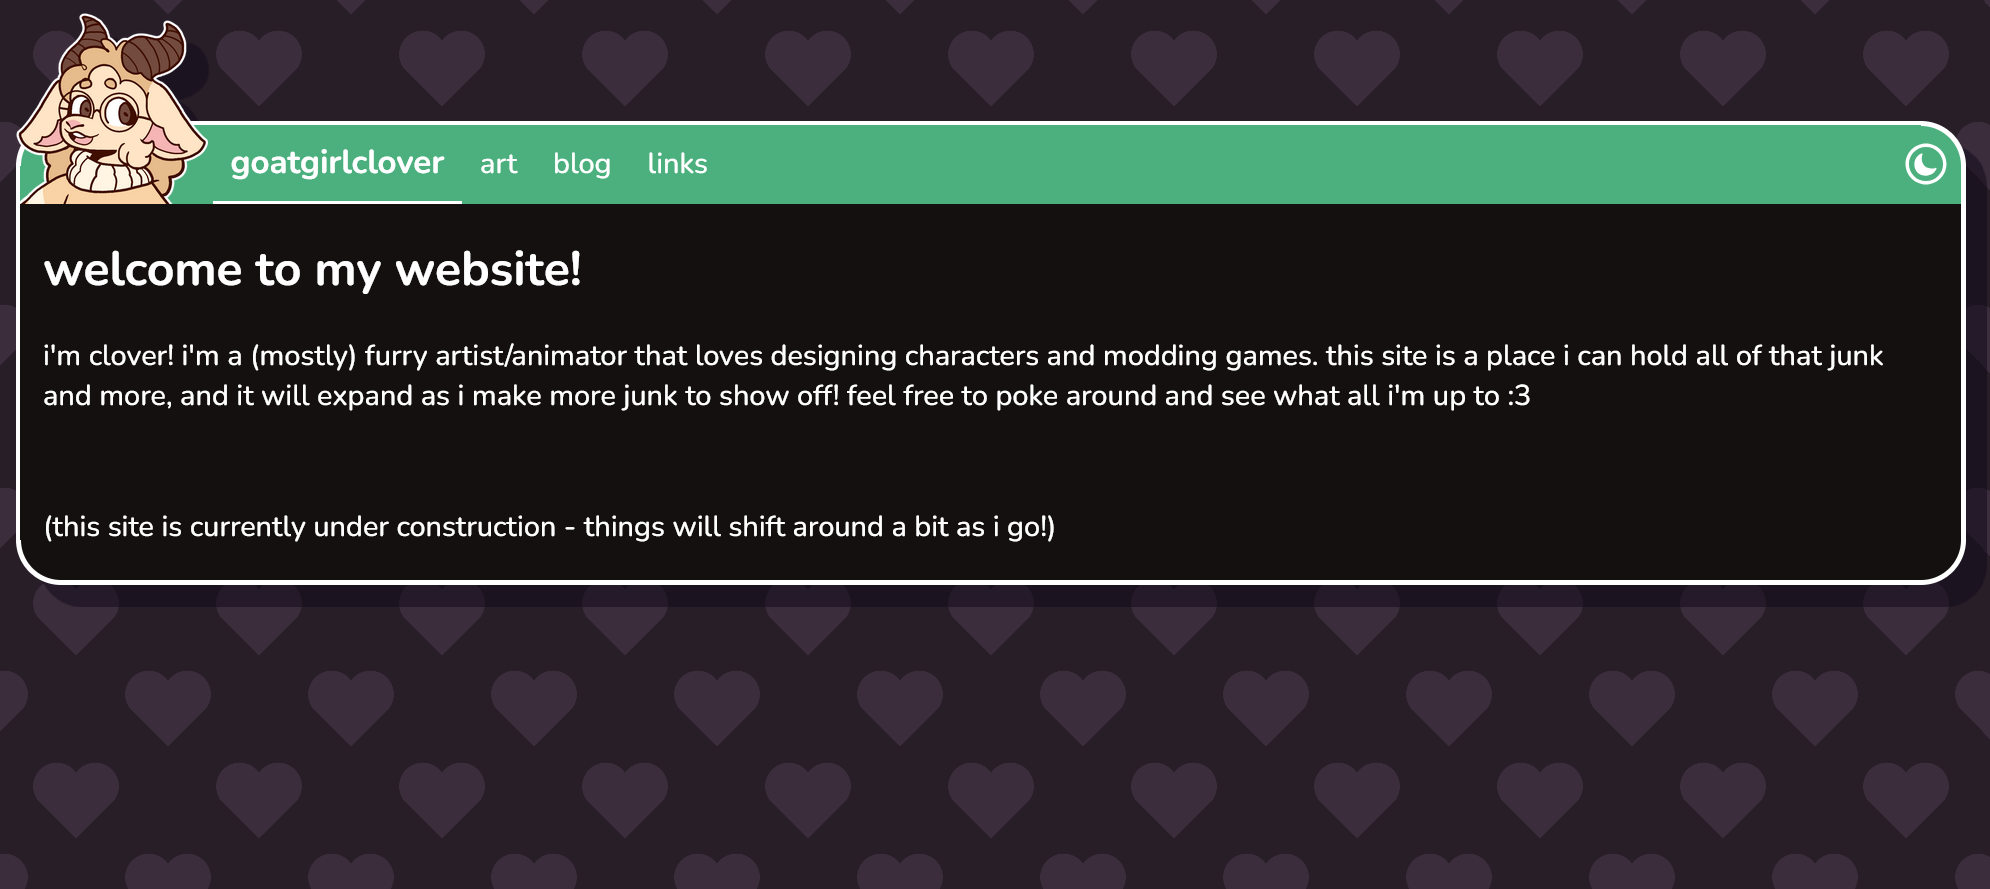 goatgirlclover art blog links
welcome to my website!
i'm clover! i'm a (mostly) furry artist/animator that loves designing characters and modding games. this site is a place i can hold all of that junk
and more, and it will expand as i make more junk to show off! feel free to poke around and see what all i'm up to :3
(this site is currently under construction - things will shift around a bit as i go!)